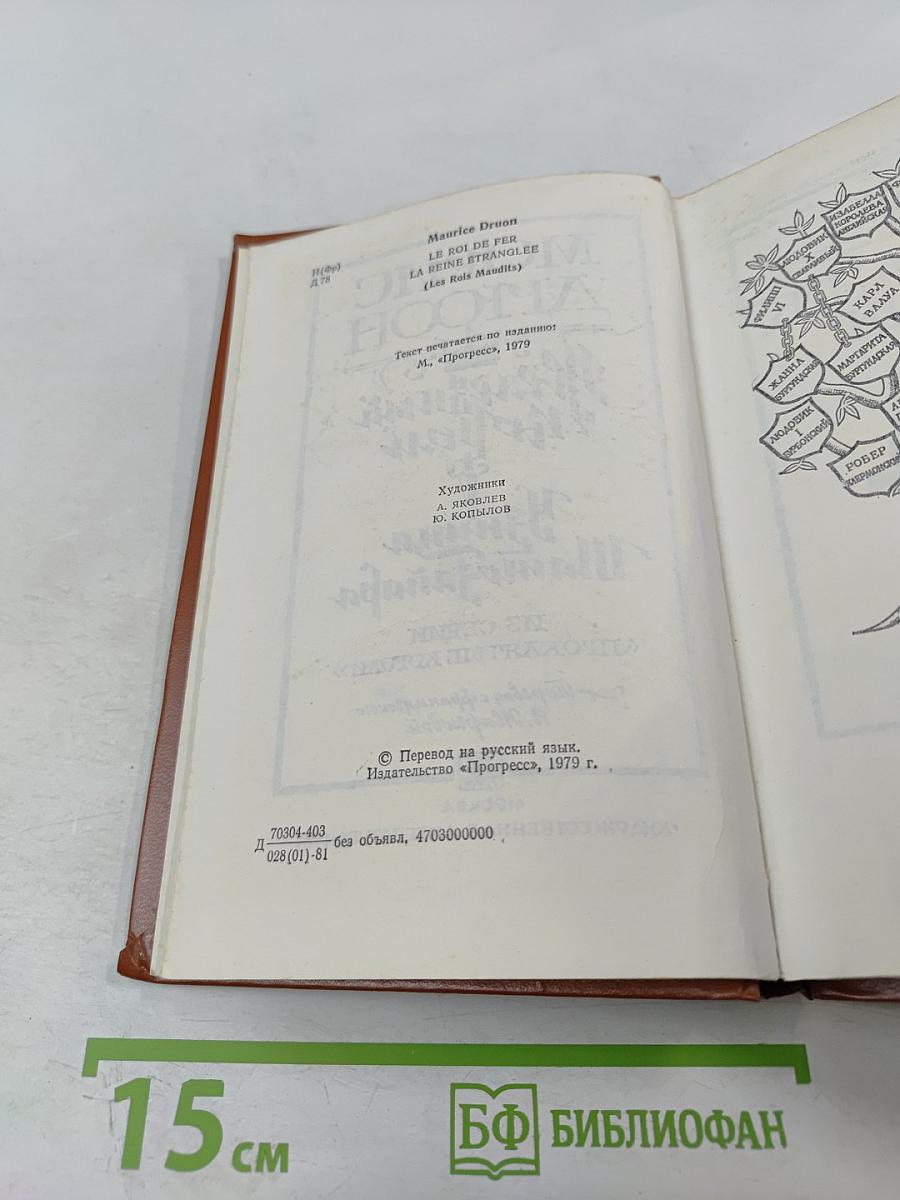 И(Фр)
Д 78
Maurice Druon
LE ROI DE FER
LA REINE ETRANGLEE
(Les Rois Maudits)
Текст печатается по изданию:
М., «Прогресс», 1979
Художники
А. ЯКОВЛЕВ
Ю. КОПЫЛОВ
© Перевод на русский язык.
Издательство «Прогресс», 1979 г.
Д 70304-403
028(01)-81 без объявл, 4703000000
ИЗАБЕЛЛА
КОРОЛЕВА
АНГЛИЙСКАЯ
ЛЮДОВИК
X
СВАРЛИВЫЙ
ФИЛИПП
VI
КАРЛ
ВАЛУА
ЖАННА
БУРГУНДСКАЯ
МАРГАРИТА
БУРГУНДСКАЯ
ЛЮДОВИК
I
БУРБОНСКИЙ
РОБЕР
КЛЕРМОНСКИЙ
15 см
БФ БИБЛИОФАН